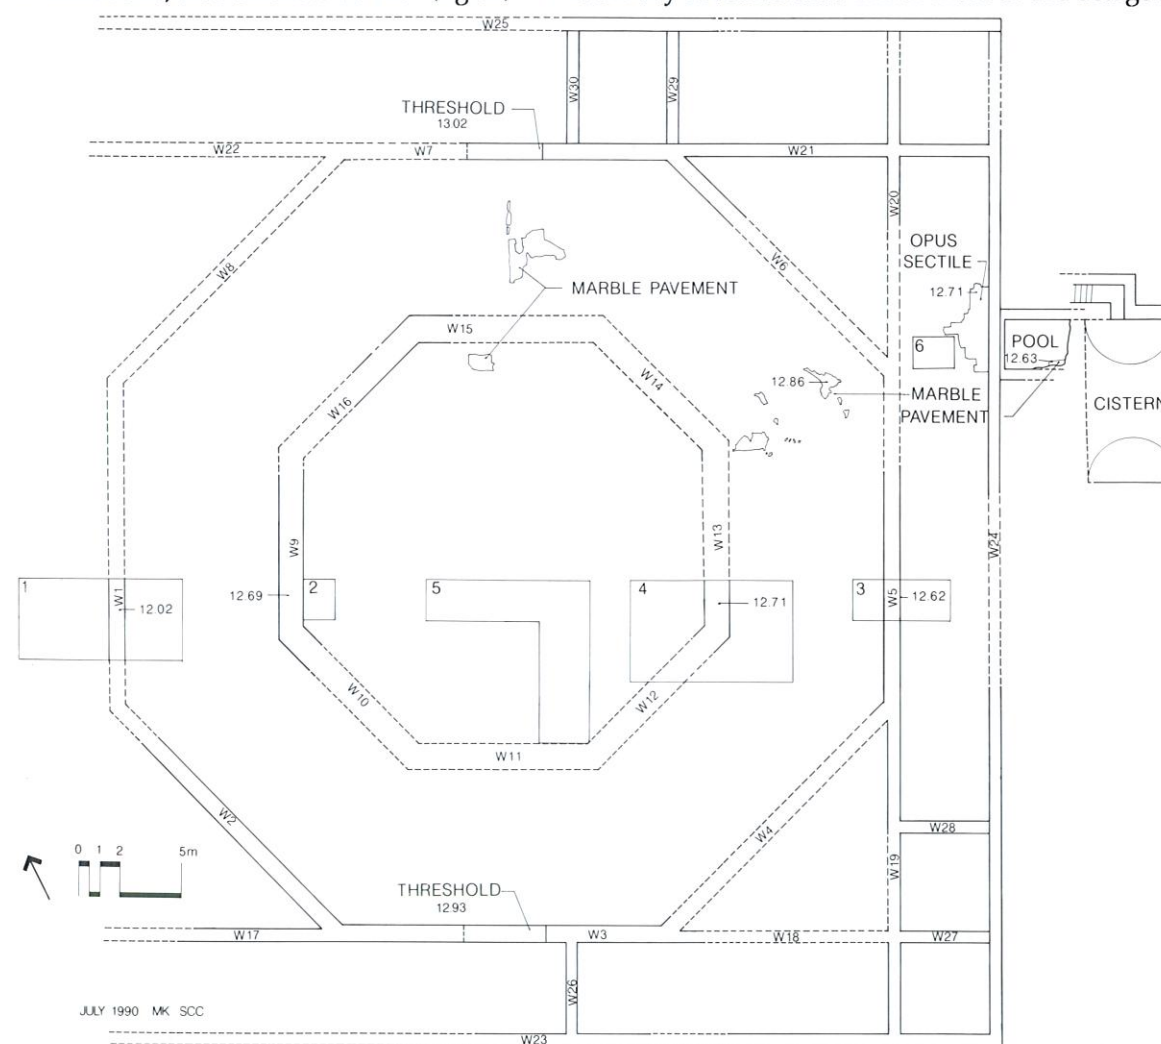 W25
W30
W29
THRESHOLD
13.02
W22
W7
W21
W20
OPUS
SECTILE
12.71
W8
W6
MARBLE PAVEMENT
W15
6
POOL
12.63
W14
12.86
MARBLE
PAVEMENT
CISTERN
W16
W9
W13
W24
1
W1
12.02
12.69
2
5
4
12.71
3
W5
12.62
W10
W12
W11
W2
W4
W28
W19
0 1 2 5m
THRESHOLD
12.93
W17
W3
W18
W27
W26
JULY 1990 MK SCC
W23